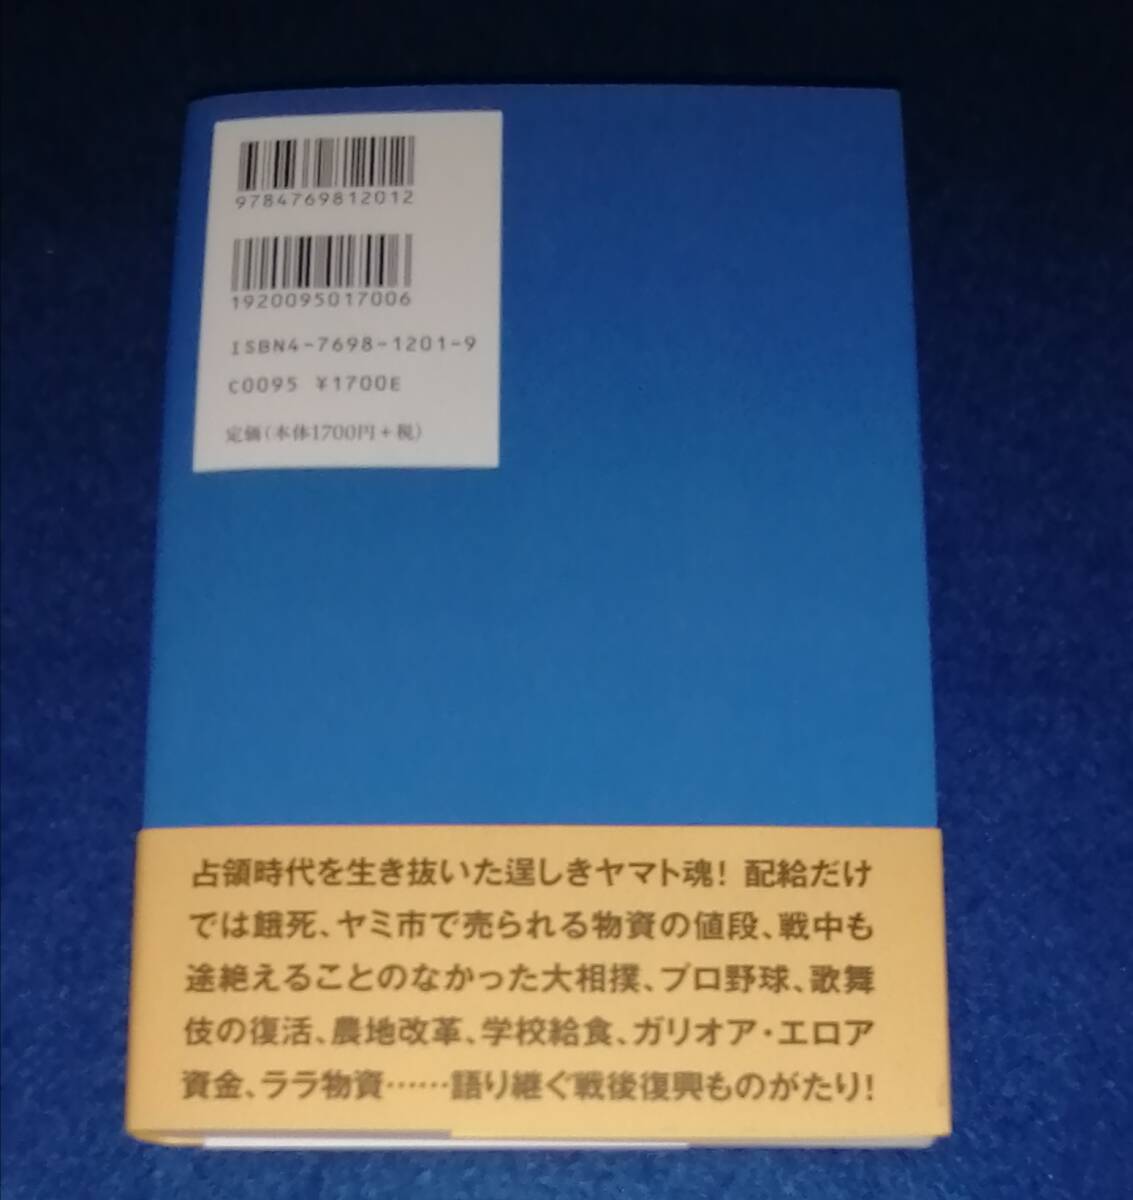 9784769812012
1920095017006
ISBN4-7698-1201-9
C0095 ¥1700E
定価(本体1700円+税)
占領時代を生き抜いた逞しきヤマト魂! 配給だけ
では餓死、ヤミ市で売られる物資の値段、戦中も
途絶えることのなかった大相撲、プロ野球、歌舞
伎の復活、農地改革、学校給食、ガリオア・エロア
資金、ララ物資……語り継ぐ戦後復興ものがたり!